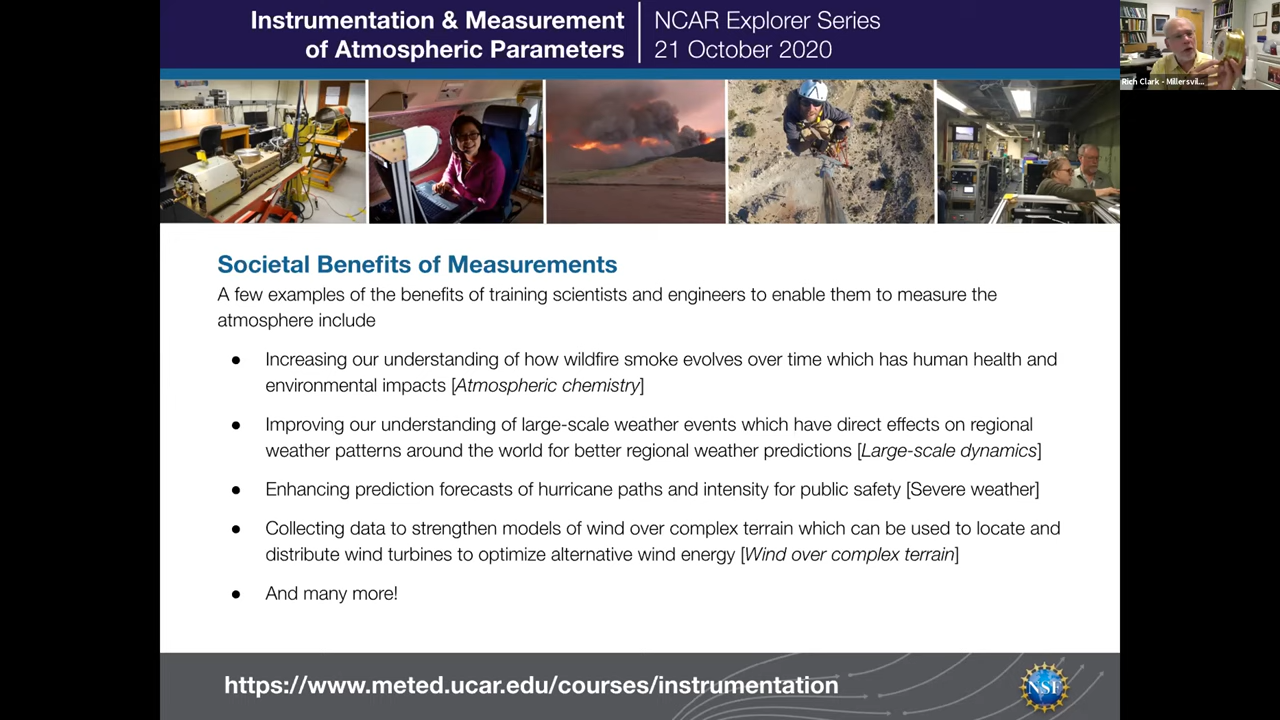 Instrumentation & Measurement
of Atmospheric Parameters
NCAR Explorer Series
21 October 2020
Rich Clark - Millersvil...
Societal Benefits of Measurements
A few examples of the benefits of training scientists and engineers to enable them to measure the
atmosphere include
● Increasing our understanding of how wildfire smoke evolves over time which has human health and
environmental impacts [Atmospheric chemistry]
● Improving our understanding of large-scale weather events which have direct effects on regional
weather patterns around the world for better regional weather predictions [Large-scale dynamics]
● Enhancing prediction forecasts of hurricane paths and intensity for public safety [Severe weather]
● Collecting data to strengthen models of wind over complex terrain which can be used to locate and
distribute wind turbines to optimize alternative wind energy [Wind over complex terrain]
● And many more!
https://www.meted.ucar.edu/courses/instrumentation
NSF